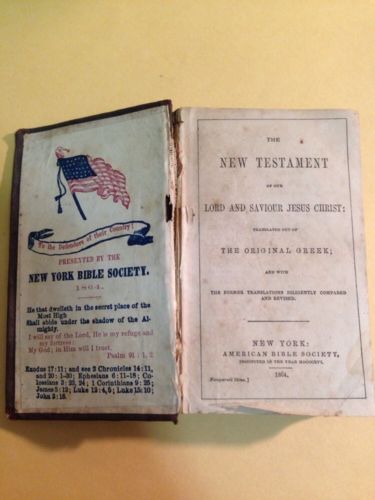 To the Defenders of their Country!
PRESENTED BY THE
NEW YORK BIBLE SOCIETY.
1864.
He that dwelleth in the secret place of the
Most High
Shall abide under the shadow of the Al-
mighty.
I will say of the Lord, He is my refuge and
my fortress:
My God; in Him will I trust.
Psalm 91 : 1, 2.
Exodus 17:11; and see 2 Chronicles 14:11,
and 20: 1-30; Ephesians 6:11-18; Co-
lossians 3: 23, 24; 1 Corinthians 9: 25;
James 5:12; Luke 12:4,5; Luke 15:10;
John 3:16.
THE
NEW TESTAMENT
OF OUR
LORD AND SAVIOUR JESUS CHRIST:
TRANSLATED OUT OF
THE ORIGINAL GREEK;
AND WITH
THE FORMER TRANSLATIONS DILIGENTLY COMPARED
AND REVISED.
NEW YORK:
AMERICAN BIBLE SOCIETY,
INSTITUTED IN THE YEAR MDCCCXVI.
1864.
[Nonpareil 32mo.]